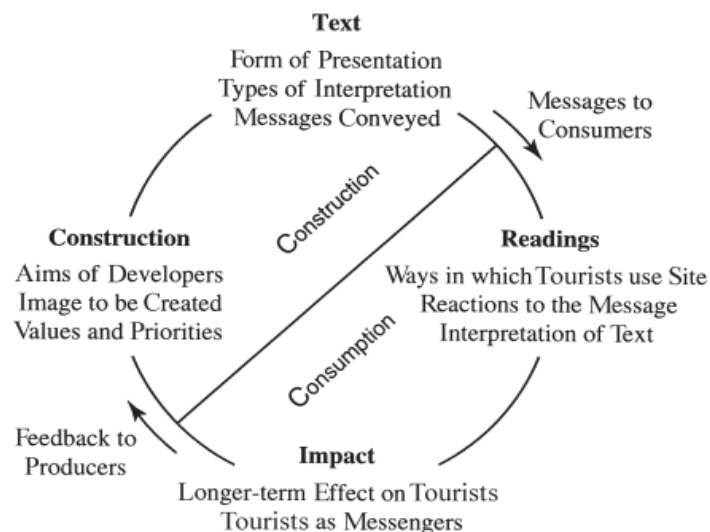 Text
Form of Presentation
Types of Interpretation
Messages Conveyed
Messages to
Consumers
Construction
Construction
Aims of Developers
Image to be Created
Values and Priorities
Readings
Ways in which Tourists use Site
Reactions to the Message
Interpretation of Text
Consumption
Feedback to
Producers
Impact
Longer-term Effect on Tourists
Tourists as Messengers